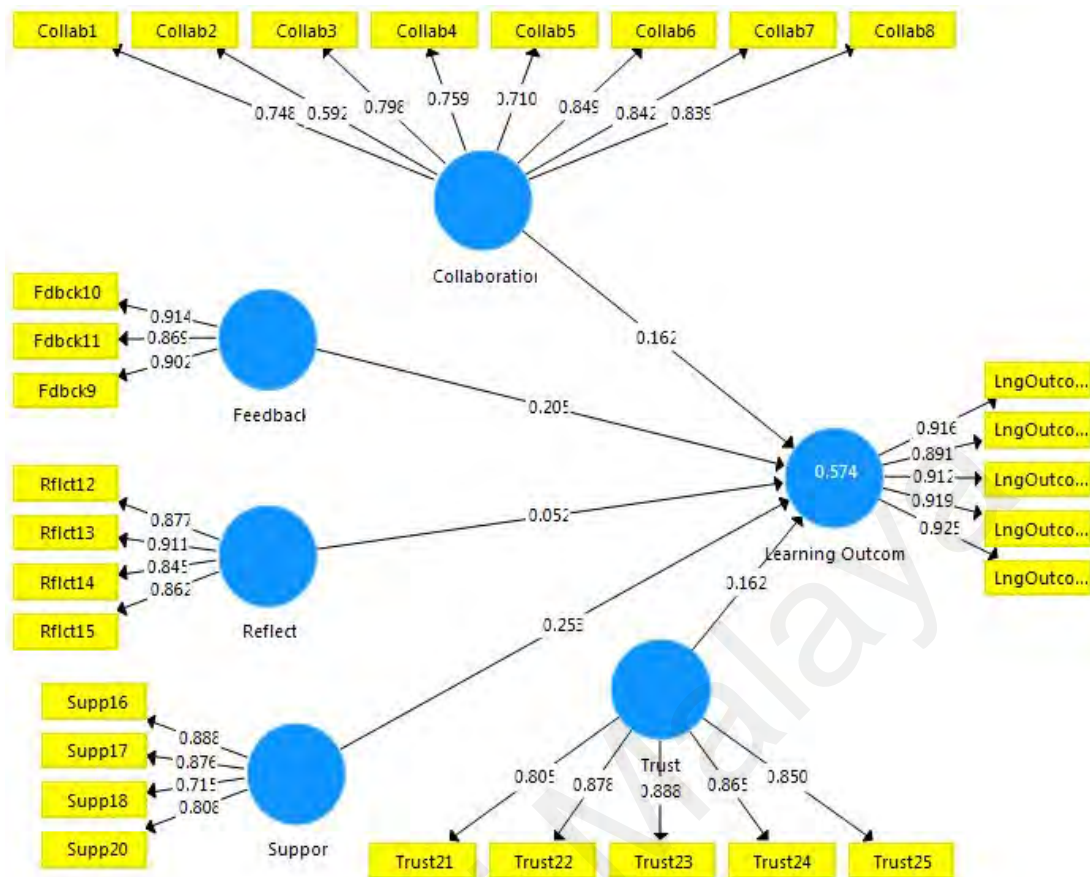 Collab1 Collab2 Collab3 Collab4 Collab5 Collab6 Collab7 Collab8
0.748 0.592 0.798 0.759 0.710 0.849 0.842 0.839
Collaboration
Fdbck10
Fdbck11
Fdbck9
0.914
0.869
0.902
Feedback
0.162
0.205
Rflct12
Rflct13
Rflct14
Rflct15
0.877
0.911
0.845
0.862
Reflect
0.052
0.574
Learning Outcom
0.916
0.891
0.912
0.919
0.925
LngOutco...
LngOutco...
LngOutco...
LngOutco...
LngOutco...
Supp16
Supp17
Supp18
Supp20
0.888
0.876
0.715
0.808
Suppor
0.253
0.162
Trust
0.805 0.878 0.888 0.865 0.850
Trust21 Trust22 Trust23 Trust24 Trust25
Malaya